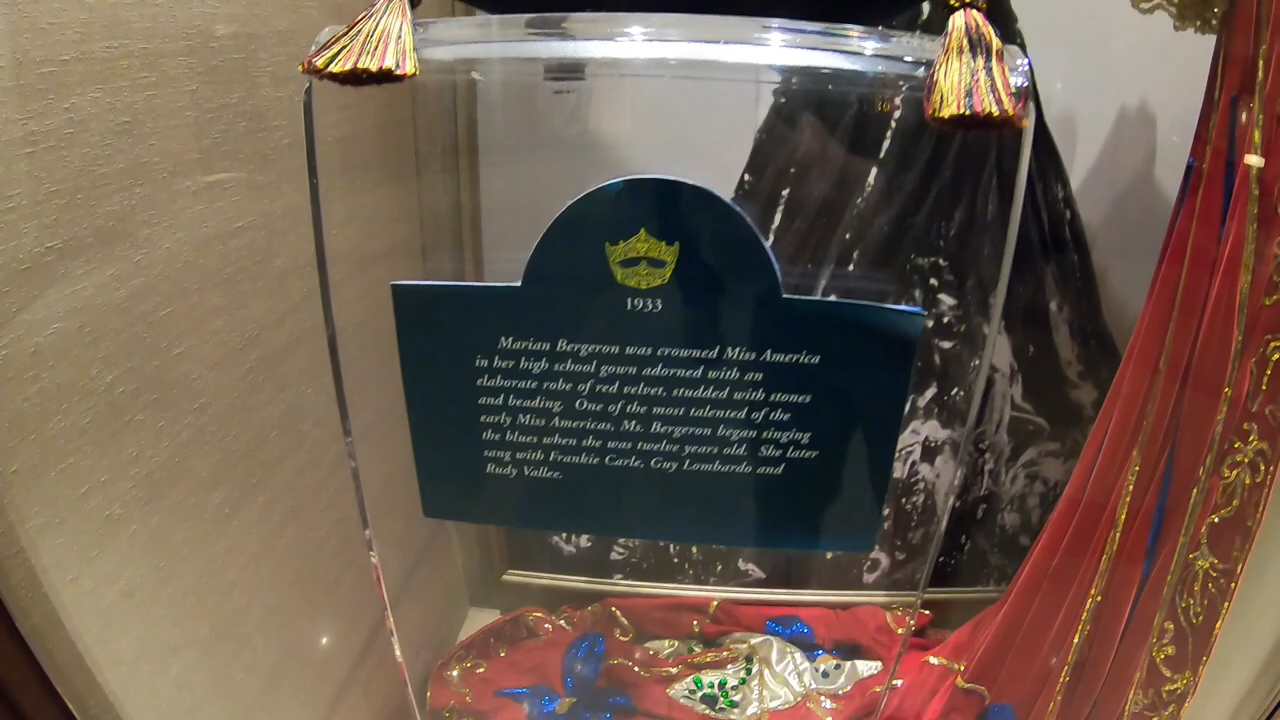 1933
Marian Bergeron was crowned Miss America
in her high school gown adorned with an
elaborate robe of red velvet, studded with stones
and beading. One of the most talented of the
early Miss Americas, Ms. Bergeron began singing
the blues when she was twelve years old. She later
sang with Frankie Carle, Guy Lombardo and
Rudy Vallee.